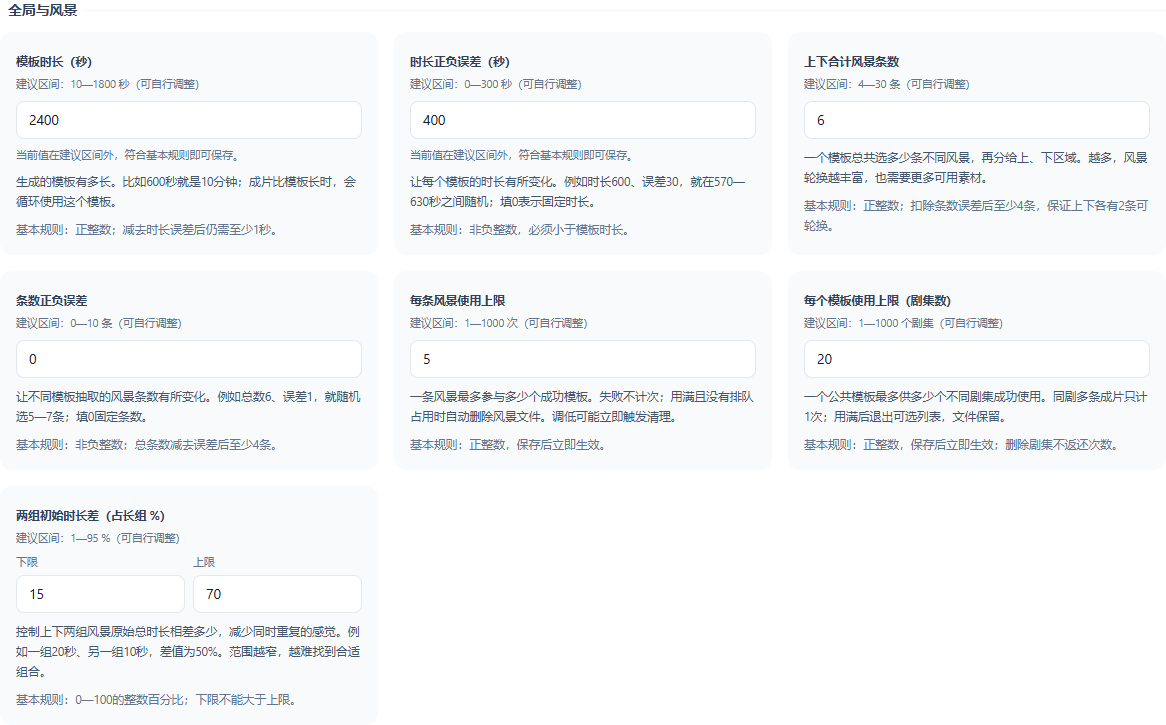 全局与风景
模板时长（秒）
建议区间：10—1800 秒（可自行调整）
2400
当前值在建议区间外，符合基本规则即可保存。
生成的模板有多长。比如600秒就是10分钟；成片比模板长时，会
循环使用这个模板。
基本规则：正整数；减去时长误差后仍需至少1秒。
时长正负误差（秒）
建议区间：0—300 秒（可自行调整）
400
当前值在建议区间外，符合基本规则即可保存。
让每个模板的时长有所变化。例如时长600、误差30，就在570—
630秒之间随机；填0表示固定时长。
基本规则：非负整数，必须小于模板时长。
上下合计风景条数
建议区间：4—30 条（可自行调整）
6
一个模板总共选多少条不同风景，再分给上、下区域。越多，风景
轮换越丰富，也需要更多可用素材。
基本规则：正整数；扣除条数误差后至少4条，保证上下各有2条可
轮换。
条数正负误差
建议区间：0—10 条（可自行调整）
0
让不同模板抽取的风景条数有所变化。例如总数6、误差1，就随机
选5—7条；填0固定条数。
基本规则：非负整数；总条数减去误差后至少4条。
每条风景使用上限
建议区间：1—1000 次（可自行调整）
5
一条风景最多参与多少个成功模板。失败不计次；用满且没有排队
占用时自动删除风景文件。调低可能立即触发清理。
基本规则：正整数，保存后立即生效。
每个模板使用上限（剧集数）
建议区间：1—1000 个剧集（可自行调整）
20
一个公共模板最多供多少个不同剧集成功使用。同剧多条成片只计
1次；用满后退出可选列表，文件保留。
基本规则：正整数，保存后立即生效；删除剧集不返还次数。
两组初始时长差（占长组 %）
建议区间：1—95 %（可自行调整）
下限
上限
15
70
控制上下两组风景原始总时长相差多少，减少同时重复的感觉。例
如一组20秒、另一组10秒，差值为50%。范围越窄，越难找到合适
组合。
基本规则：0—100的整数百分比；下限不能大于上限。